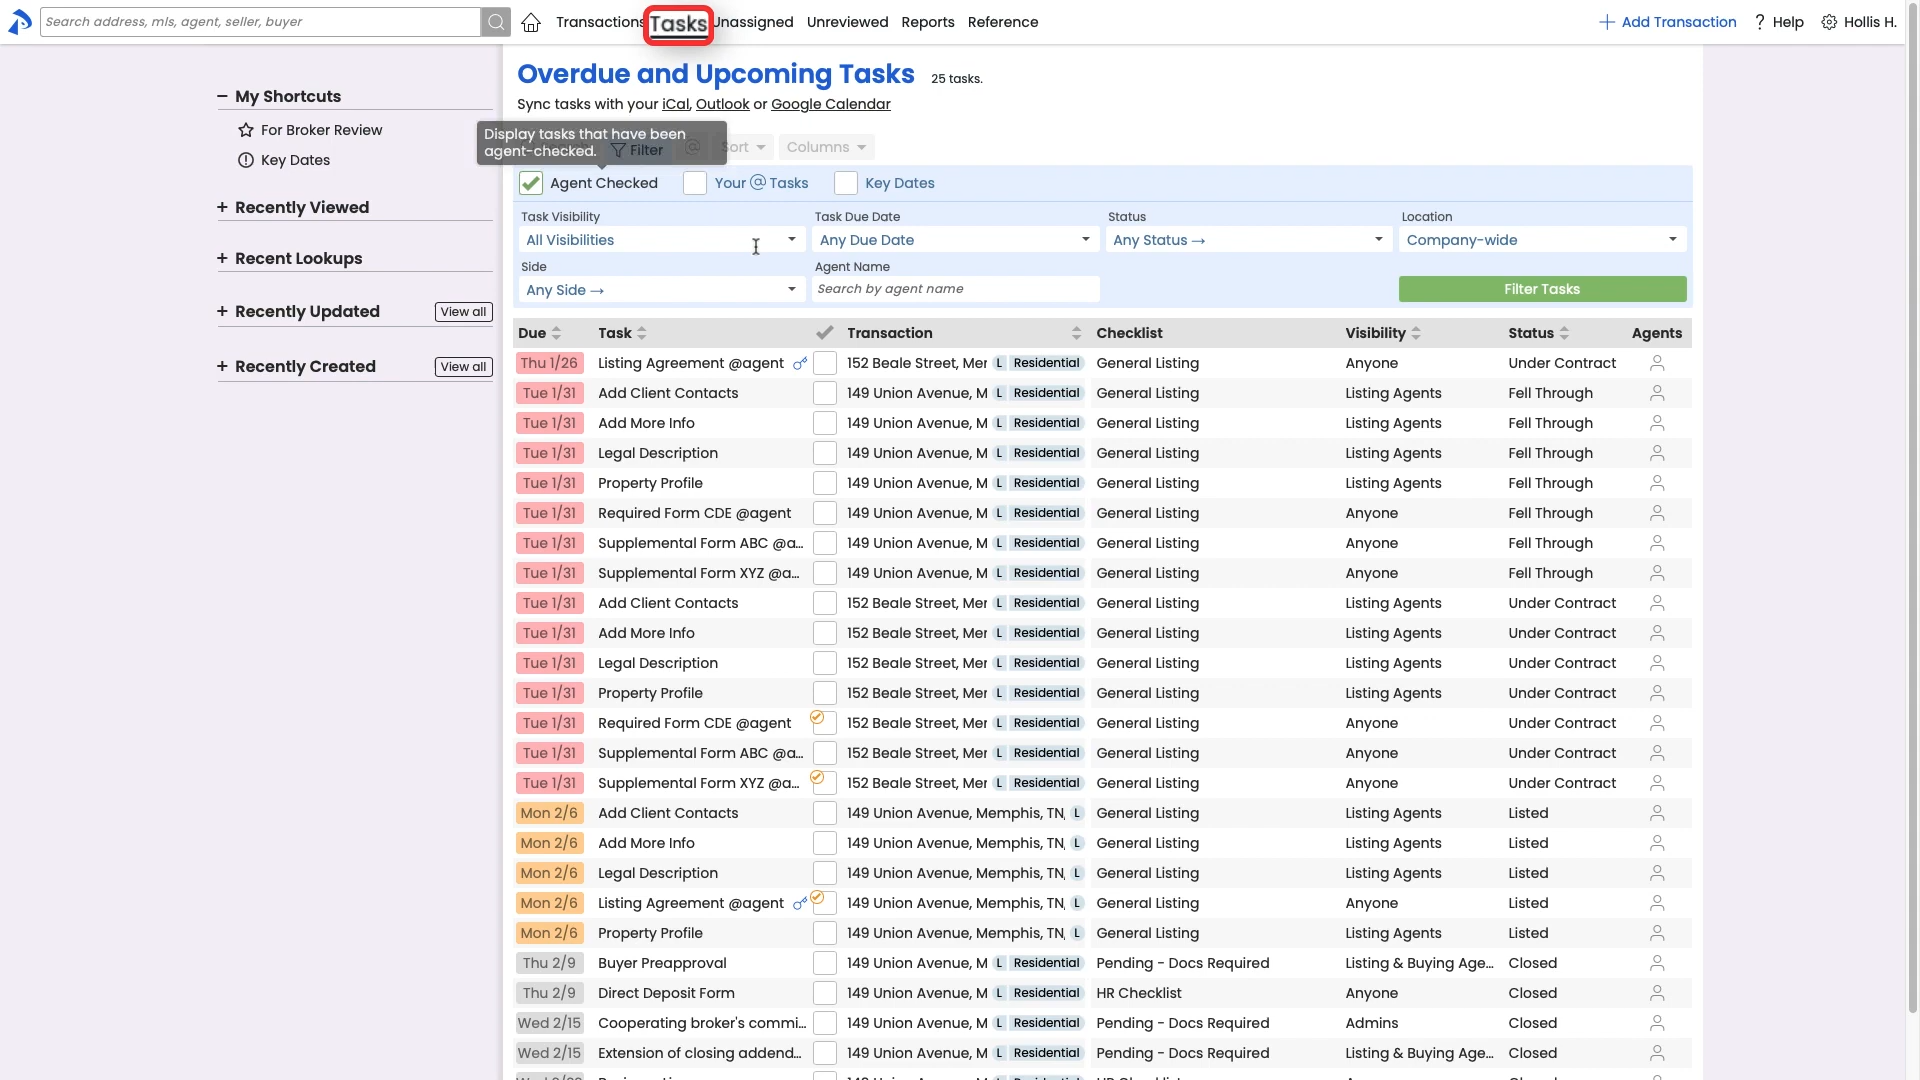 Search address, mls, agent, seller, buyer
Transactions Tasks Unassigned Unreviewed Reports Reference
Add Transaction ? Help Hollis H.
− My Shortcuts
For Broker Review
Key Dates
+ Recently Viewed
+ Recent Lookups
+ Recently Updated View all
+ Recently Created View all
Overdue and Upcoming Tasks 25 tasks.
Sync tasks with your iCal, Outlook or Google Calendar
Display tasks that have been
agent-checked.
Filter @ Sort Columns
Agent Checked Your @ Tasks Key Dates
Task Visibility Task Due Date Status Location
All Visibilities Any Due Date Any Status → Company-wide
Side Agent Name
Any Side → Search by agent name Filter Tasks
Due Task Transaction Checklist Visibility Status Agents
Thu 1/26 Listing Agreement @agent 152 Beale Street, Mer L Residential General Listing Anyone Under Contract
Tue 1/31 Add Client Contacts 149 Union Avenue, M L Residential General Listing Listing Agents Fell Through
Tue 1/31 Add More Info 149 Union Avenue, M L Residential General Listing Listing Agents Fell Through
Tue 1/31 Legal Description 149 Union Avenue, M L Residential General Listing Listing Agents Fell Through
Tue 1/31 Property Profile 149 Union Avenue, M L Residential General Listing Listing Agents Fell Through
Tue 1/31 Required Form CDE @agent 149 Union Avenue, M L Residential General Listing Anyone Fell Through
Tue 1/31 Supplemental Form ABC @a... 149 Union Avenue, M L Residential General Listing Anyone Fell Through
Tue 1/31 Supplemental Form XYZ @a... 149 Union Avenue, M L Residential General Listing Anyone Fell Through
Tue 1/31 Add Client Contacts 152 Beale Street, Mer L Residential General Listing Listing Agents Under Contract
Tue 1/31 Add More Info 152 Beale Street, Mer L Residential General Listing Listing Agents Under Contract
Tue 1/31 Legal Description 152 Beale Street, Mer L Residential General Listing Listing Agents Under Contract
Tue 1/31 Property Profile 152 Beale Street, Mer L Residential General Listing Listing Agents Under Contract
Tue 1/31 Required Form CDE @agent 152 Beale Street, Mer L Residential General Listing Anyone Under Contract
Tue 1/31 Supplemental Form ABC @a... 152 Beale Street, Mer L Residential General Listing Anyone Under Contract
Tue 1/31 Supplemental Form XYZ @a... 152 Beale Street, Mer L Residential General Listing Anyone Under Contract
Mon 2/6 Add Client Contacts 149 Union Avenue, Memphis, TN, L General Listing Listing Agents Listed
Mon 2/6 Add More Info 149 Union Avenue, Memphis, TN, L General Listing Listing Agents Listed
Mon 2/6 Legal Description 149 Union Avenue, Memphis, TN, L General Listing Listing Agents Listed
Mon 2/6 Listing Agreement @agent 149 Union Avenue, Memphis, TN, L General Listing Anyone Listed
Mon 2/6 Property Profile 149 Union Avenue, Memphis, TN, L General Listing Listing Agents Listed
Thu 2/9 Buyer Preapproval 149 Union Avenue, M L Residential Pending - Docs Required Listing & Buying Age... Closed
Thu 2/9 Direct Deposit Form 149 Union Avenue, M L Residential HR Checklist Anyone Closed
Wed 2/15 Cooperating broker's commi... 149 Union Avenue, M L Residential Pending - Docs Required Admins Closed
Wed 2/15 Extension of closing addend... 149 Union Avenue, M L Residential Pending - Docs Required Listing & Buying Age... Closed